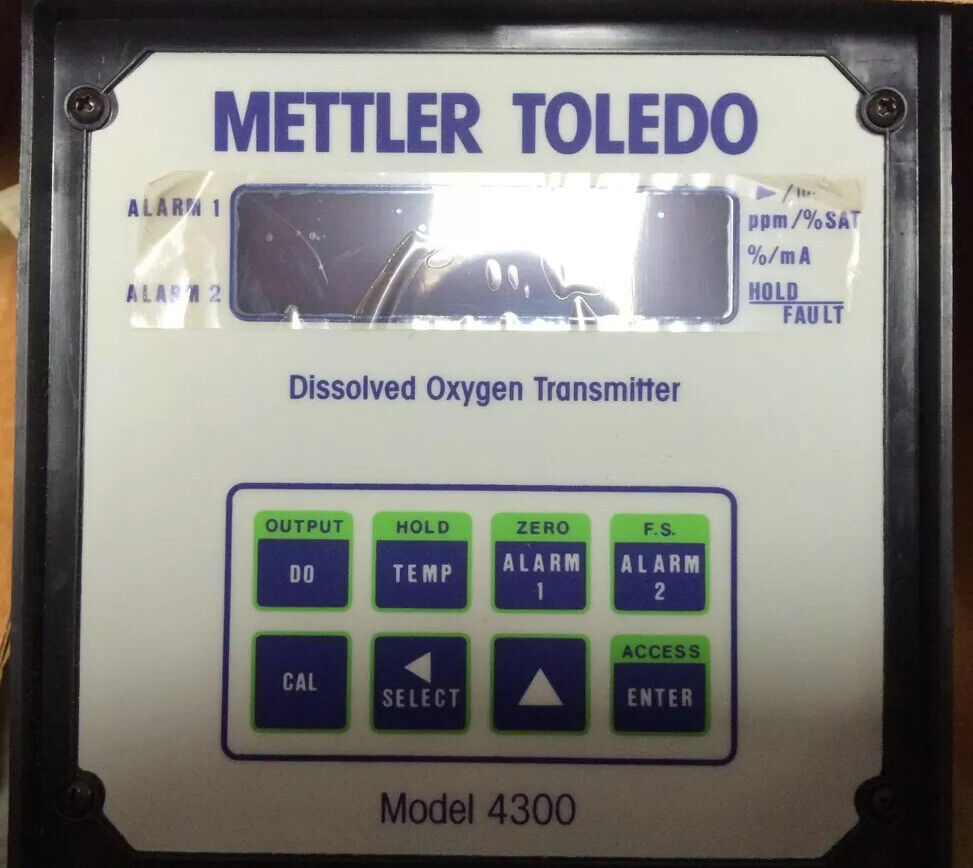 METTLER TOLEDO
ALARM 1
ALARM 2
ppm/%SAT
%/mA
HOLD
FAULT
Dissolved Oxygen Transmitter
OUTPUT
DO
HOLD
TEMP
ZERO
ALARM
1
F.S.
ALARM
2
CAL
SELECT
ACCESS
ENTER
Model 4300